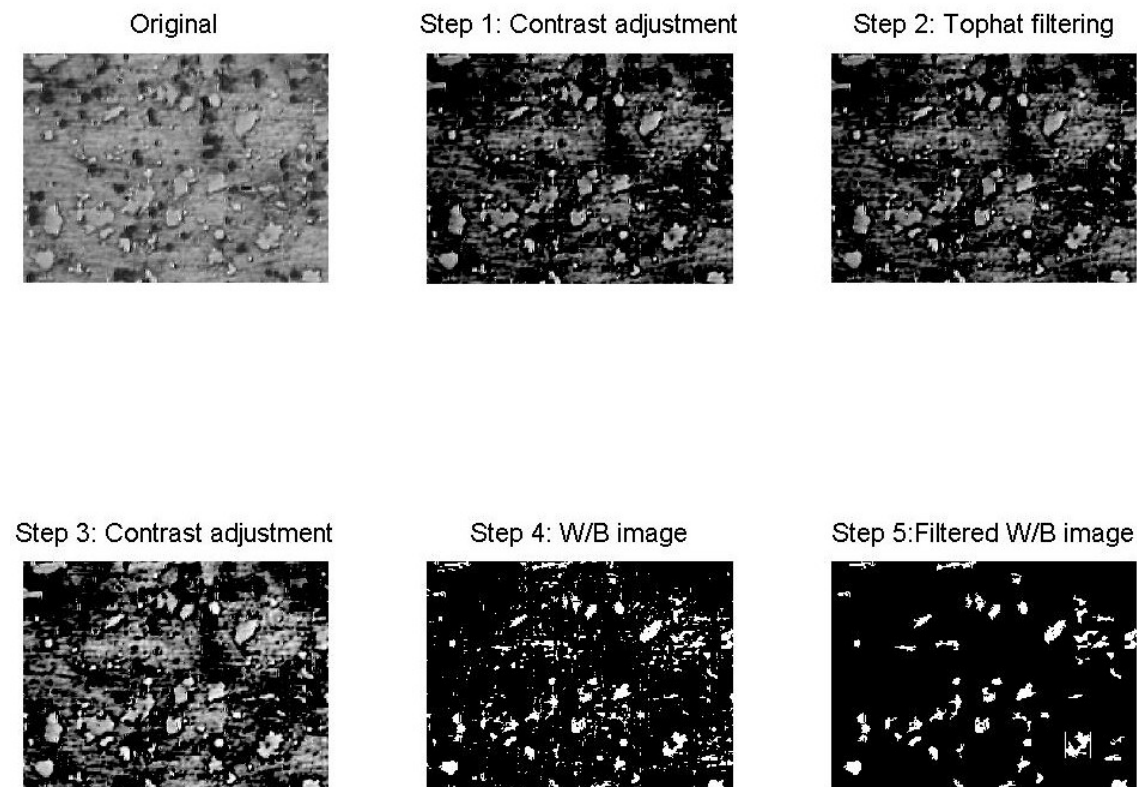 Original
Step 1: Contrast adjustment
Step 2: Tophat filtering
Step 3: Contrast adjustment
Step 4: W/B image
Step 5:Filtered W/B image